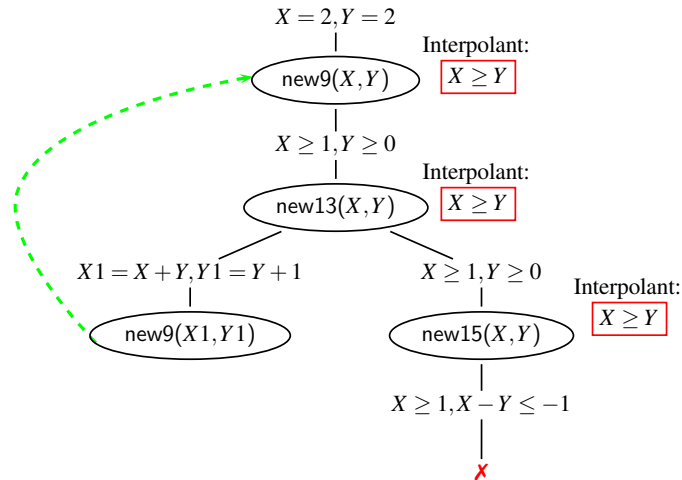 X = 2, Y = 2
Interpolant:
new9(X, Y)
X ≥ Y
X ≥ 1, Y ≥ 0
Interpolant:
new13(X, Y)
X ≥ Y
X1 = X + Y, Y1 = Y + 1
X ≥ 1, Y ≥ 0
Interpolant:
new9(X1, Y1)
new15(X, Y)
X ≥ Y
X ≥ 1, X − Y ≤ −1
✗